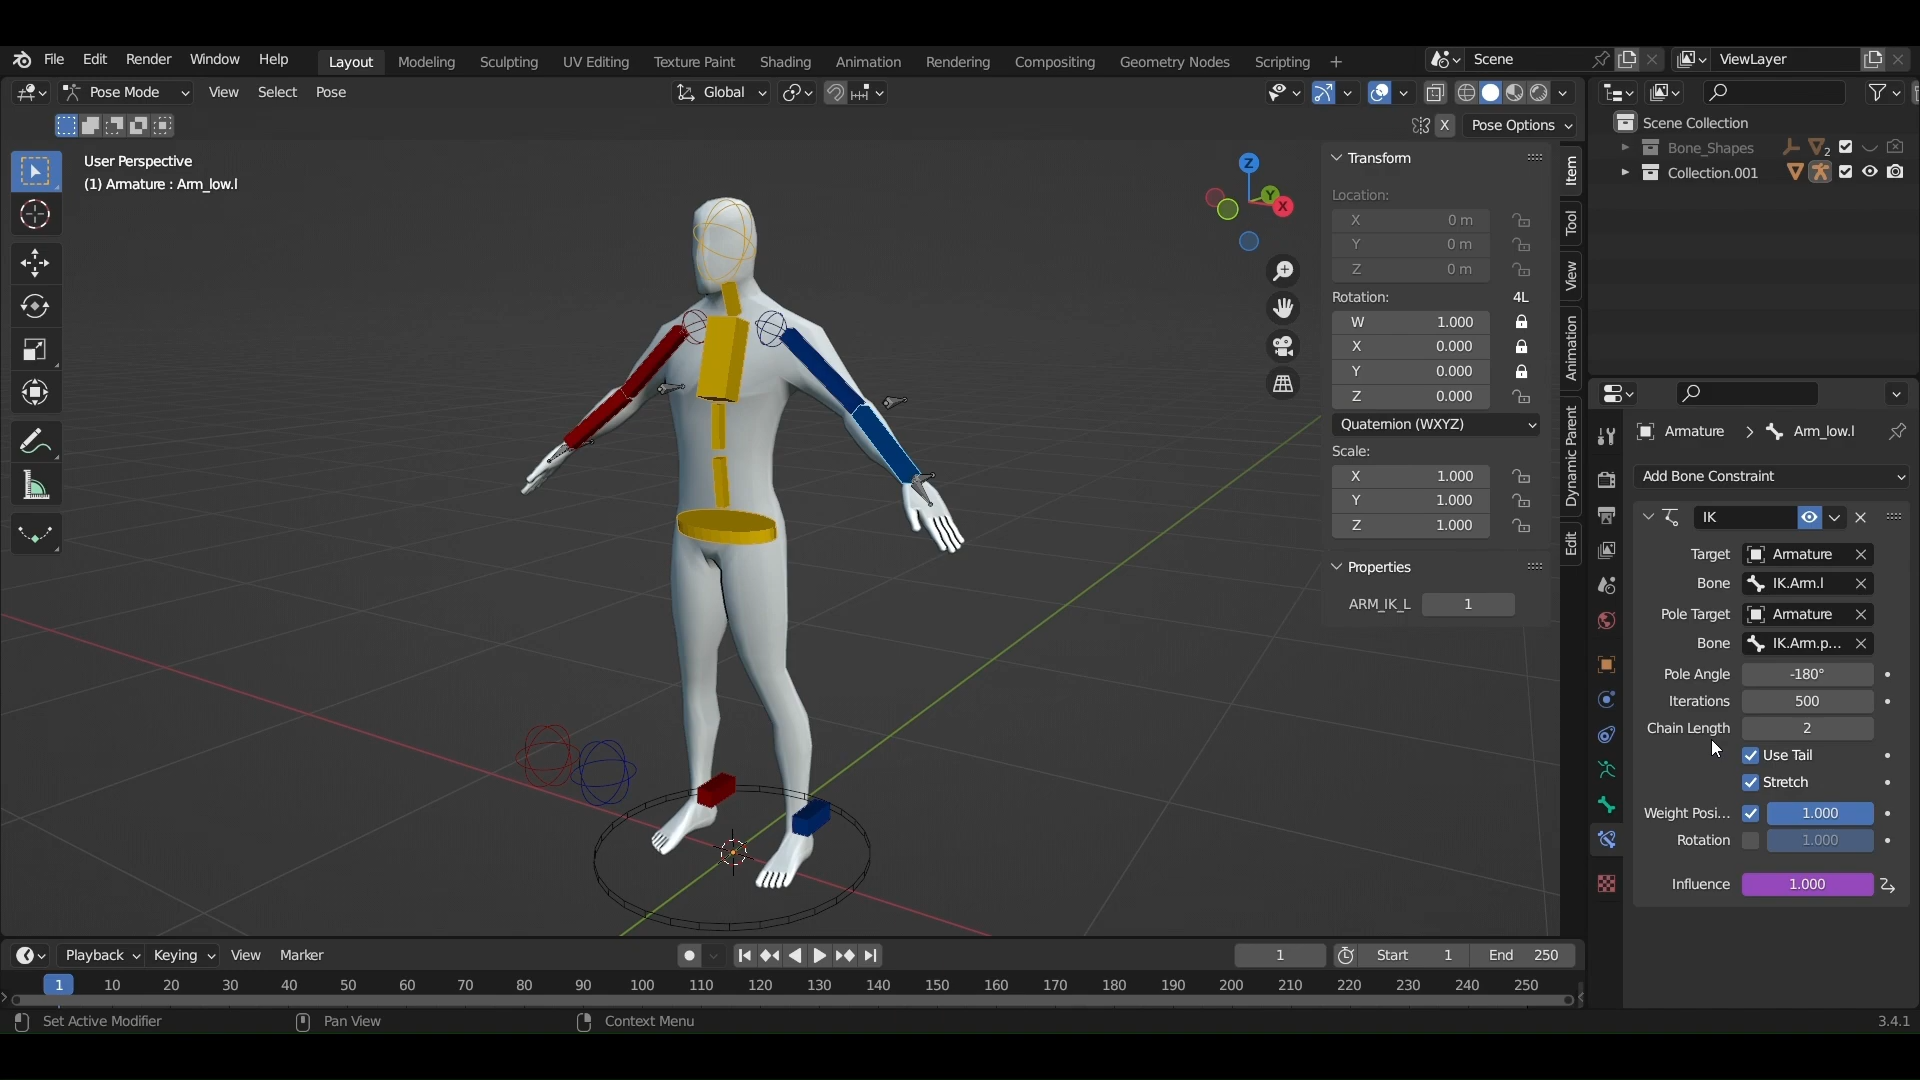 File Edit Render Window Help Layout Modeling Sculpting UV Editing Texture Paint Shading Animation Rendering Compositing Geometry Nodes Scripting + Scene ViewLayer
Pose Mode View Select Pose Global
X Pose Options
User Perspective
(1) Armature : Arm_low.l
Z
Y
X
Transform
Location:
X 0 m
Y 0 m
Z 0 m
Rotation: 4L
W 1.000
X 0.000
Y 0.000
Z 0.000
Quaternion (WXYZ)
Scale:
X 1.000
Y 1.000
Z 1.000
Properties
ARM_IK_L 1
Item
Tool
View
Animation
Dynamic Parent
Edit
Scene Collection
Bone_Shapes 2
Collection.001
Armature > Arm_low.l
Add Bone Constraint
IK
Target Armature
Bone IK.Arm.l
Pole Target Armature
Bone IK.Arm.p...
Pole Angle -180°
Iterations 500
Chain Length 2
Use Tail
Stretch
Weight Posi... 1.000
Rotation 1.000
Influence 1.000
Playback Keying View Marker 1 Start 1 End 250
1 10 20 30 40 50 60 70 80 90 100 110 120 130 140 150 160 170 180 190 200 210 220 230 240 250
Set Active Modifier Pan View Context Menu 3.4.1